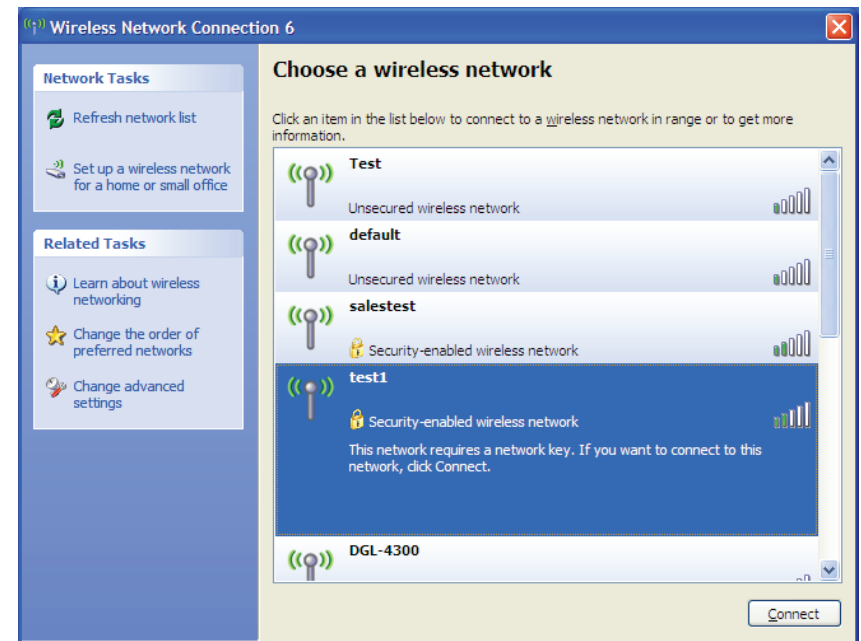 Wireless Network Connection 6
Network Tasks
Refresh network list
Set up a wireless network
for a home or small office
Related Tasks
Learn about wireless
networking
Change the order of
preferred networks
Change advanced
settings
Choose a wireless network
Click an item in the list below to connect to a wireless network in range or to get more
information.
Test
Unsecured wireless network
default
Unsecured wireless network
salestest
Security-enabled wireless network
test1
Security-enabled wireless network
This network requires a network key. If you want to connect to this
network, click Connect.
DGL-4300
Connect